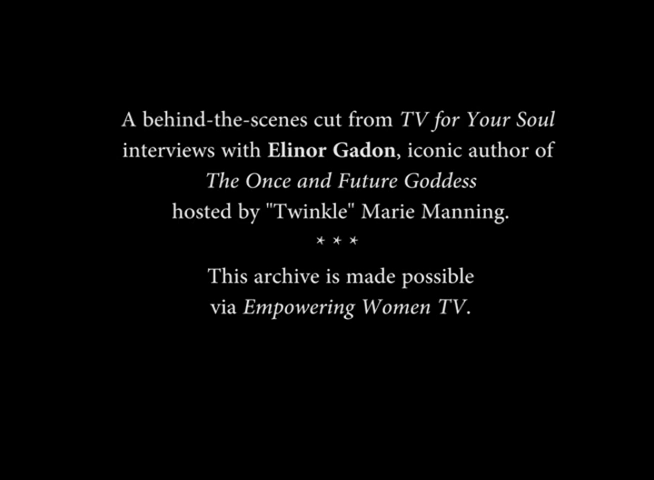 A behind-the-scenes cut from TV for Your Soul
interviews with Elinor Gadon, iconic author of
The Once and Future Goddess
hosted by "Twinkle" Marie Manning.
* * *
This archive is made possible
via Empowering Women TV.